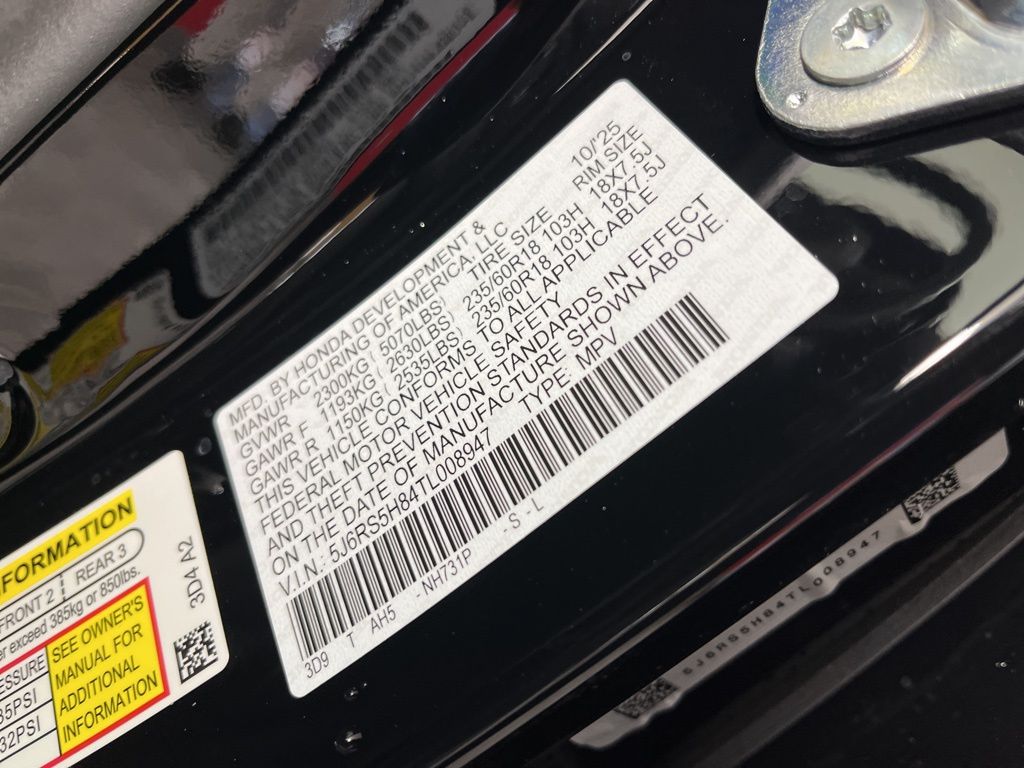 MFD. BY HONDA DEVELOPMENT &
MANUFACTURING OF AMERICA, LLC 10/'25
GVWR 2300KG ( 5070LBS) TIRE SIZE RIM SIZE
GAWR F. 1193KG ( 2630LBS) 235/60R18 103H 18X7.5J
GAWR R. 1150KG ( 2535LBS) 235/60R18 103H 18X7.5J
THIS VEHICLE CONFORMS TO ALL APPLICABLE
FEDERAL MOTOR VEHICLE SAFETY
AND THEFT PREVENTION STANDARDS IN EFFECT
ON THE DATE OF MANUFACTURE SHOWN ABOVE.
V.I.N: 5J6RS5H84TL008947 TYPE: MPV
3D9 T AH5 -NH731P -S -L
FORMATION
FRONT 2 REAR 3
exceed 385kg or 850lbs.
SEE OWNER'S
MANUAL FOR
ADDITIONAL
INFORMATION
35PSI
32PSI
3D4 A2
5J6RS5H84TL008947